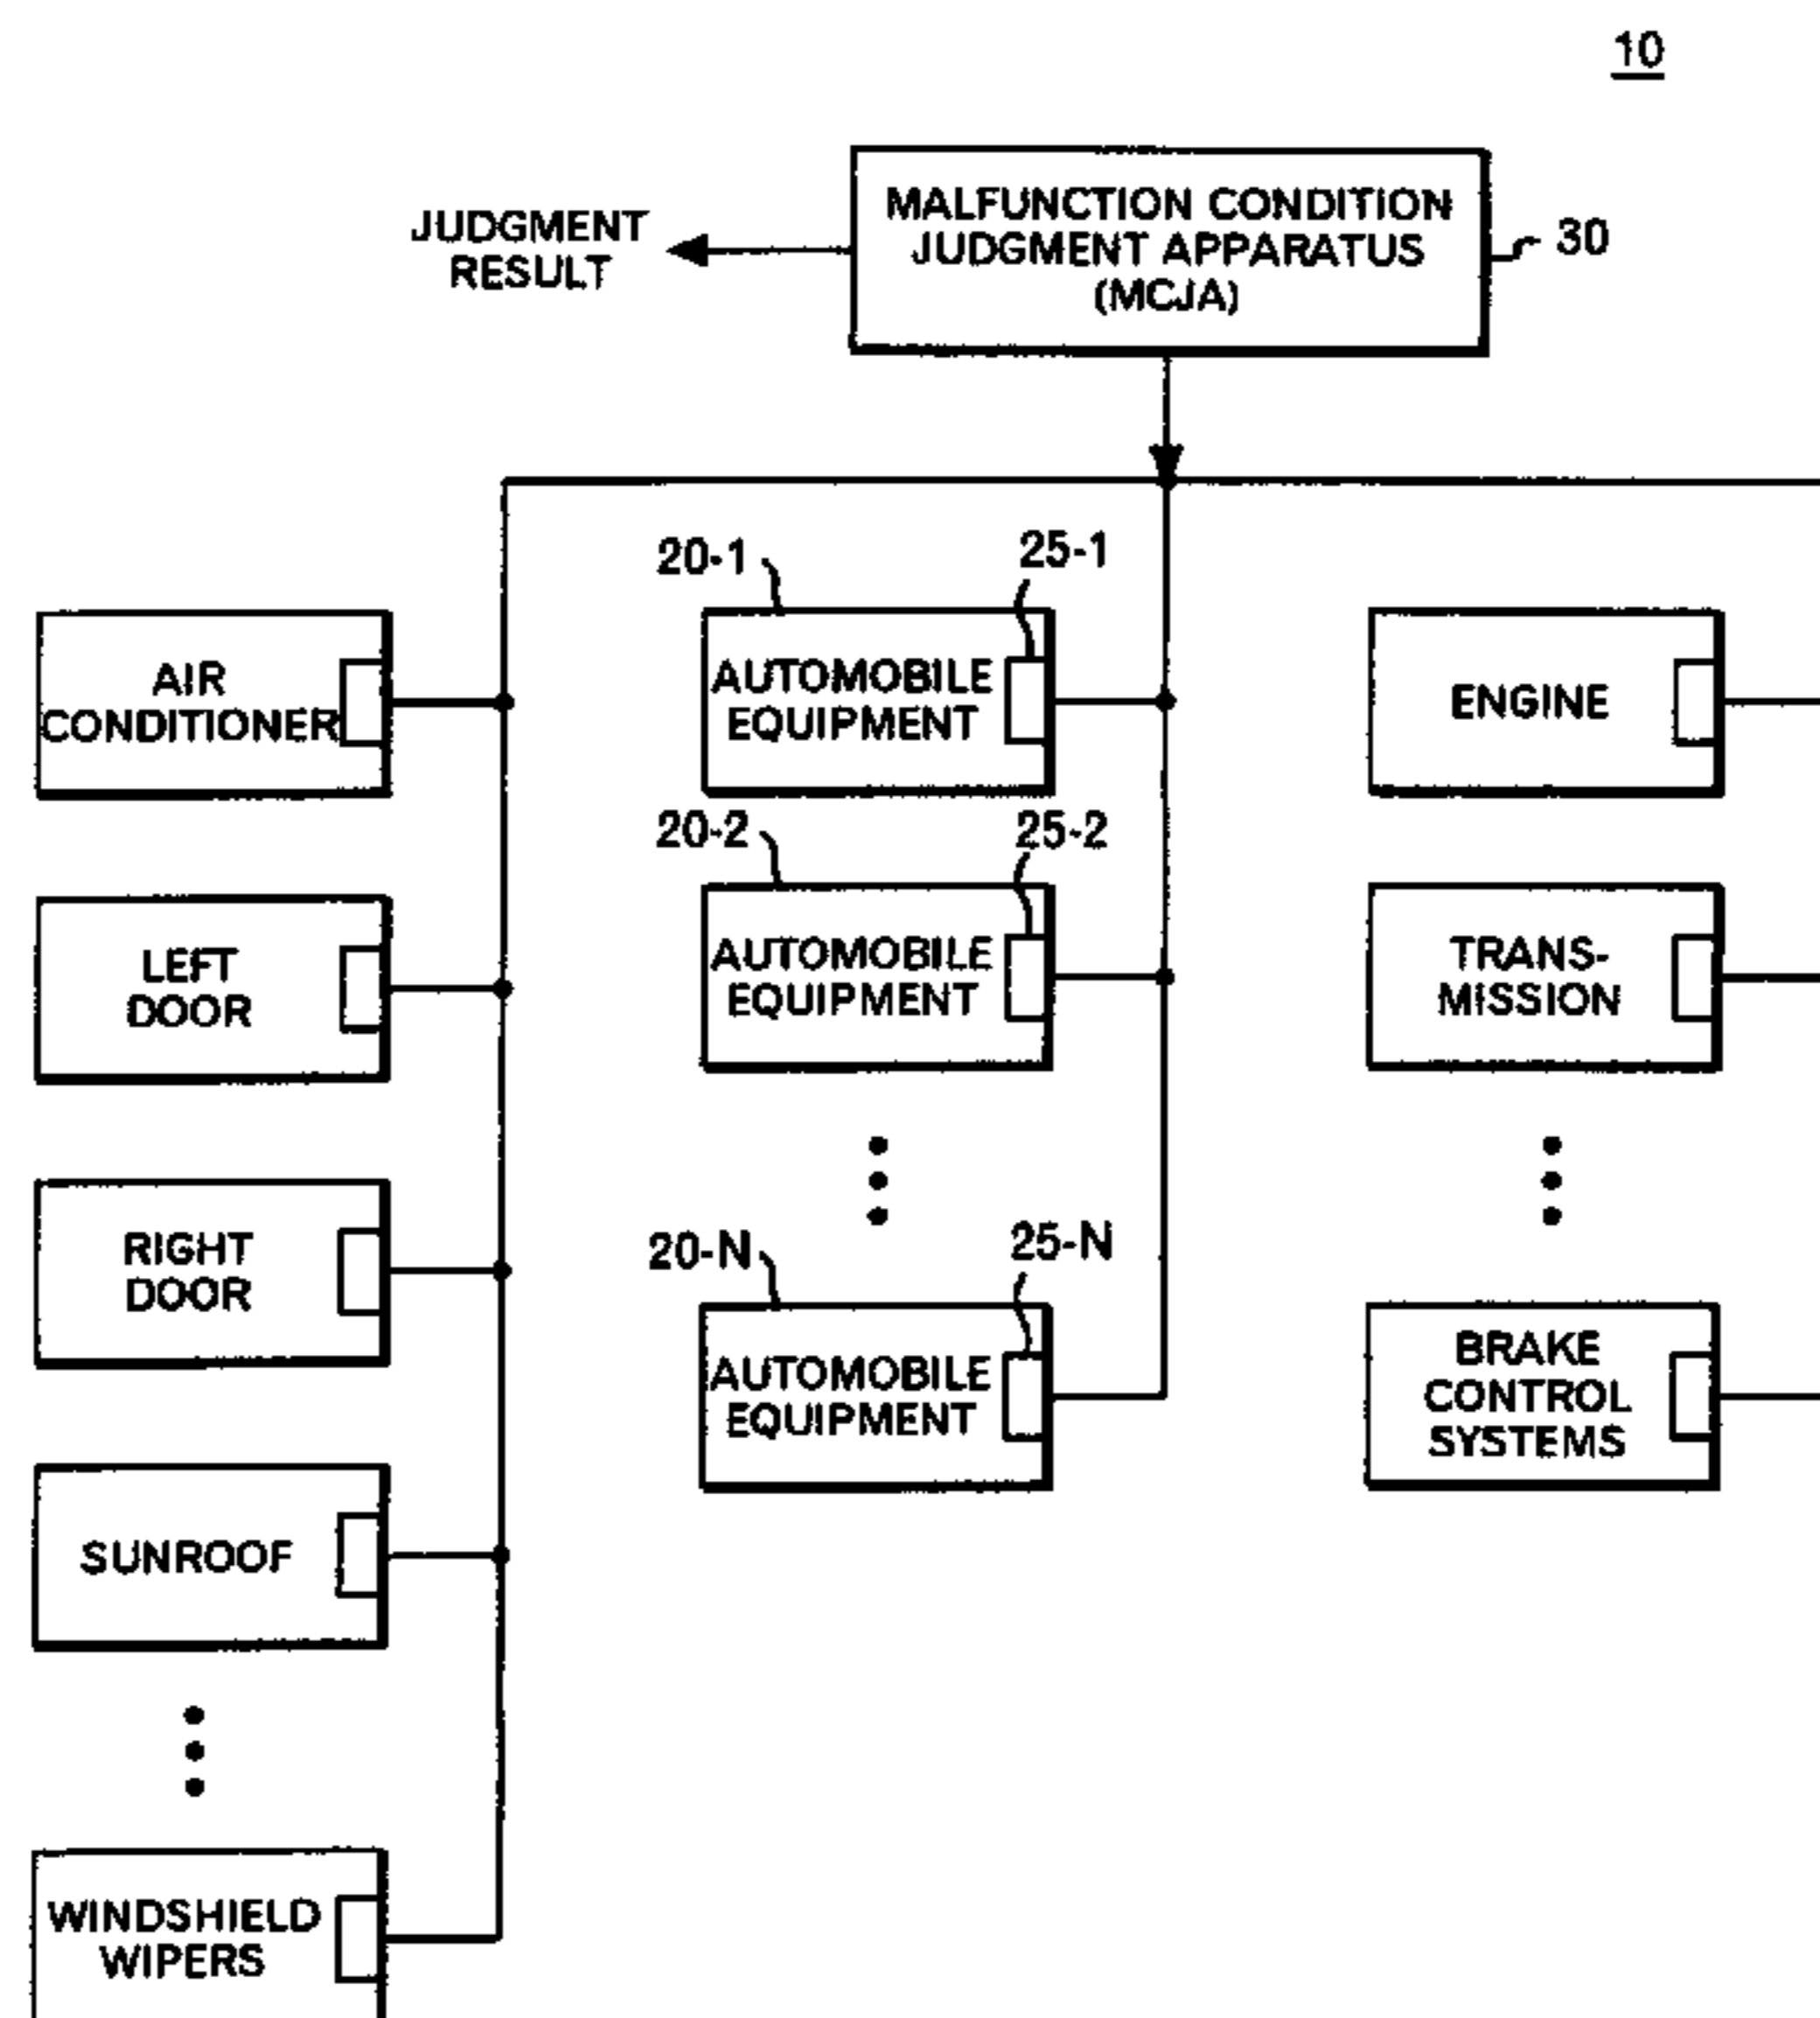 10
MALFUNCTION CONDITION
JUDGMENT APPARATUS
(MCJA)
30
JUDGMENT
RESULT
20-1
25-1
AIR
CONDITIONER
AUTOMOBILE
EQUIPMENT
ENGINE
20-2
25-2
LEFT
DOOR
AUTOMOBILE
EQUIPMENT
TRANS-
MISSION
RIGHT
DOOR
20-N
25-N
AUTOMOBILE
EQUIPMENT
BRAKE
CONTROL
SYSTEMS
SUNROOF
WINDSHIELD
WIPERS